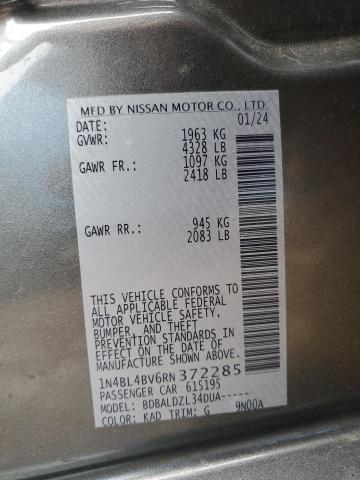 MFD BY NISSAN MOTOR CO., LTD.
DATE: 01/24
GVWR: 1963 KG
4328 LB
GAWR FR.: 1097 KG
2418 LB
GAWR RR.: 945 KG
2083 LB
THIS VEHICLE CONFORMS TO
ALL APPLICABLE FEDERAL
MOTOR VEHICLE SAFETY,
BUMPER, AND THEFT
PREVENTION STANDARDS IN
EFFECT ON THE DATE OF
MANUFACTURE SHOWN ABOVE.
1N4BL4BV6RN372285
PASSENGER CAR 615195
MODEL: BDBALDZL34DUA-----
COLOR: KAD TRIM: G 9N00A